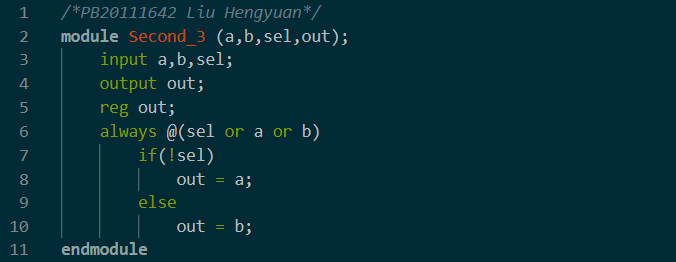 1 /*PB20111642 Liu Hengyuan*/
2 module Second_3 (a,b,sel,out);
3     input a,b,sel;
4     output out;
5     reg out;
6     always @(sel or a or b)
7         if(!sel)
8             out = a;
9         else
10             out = b;
11 endmodule